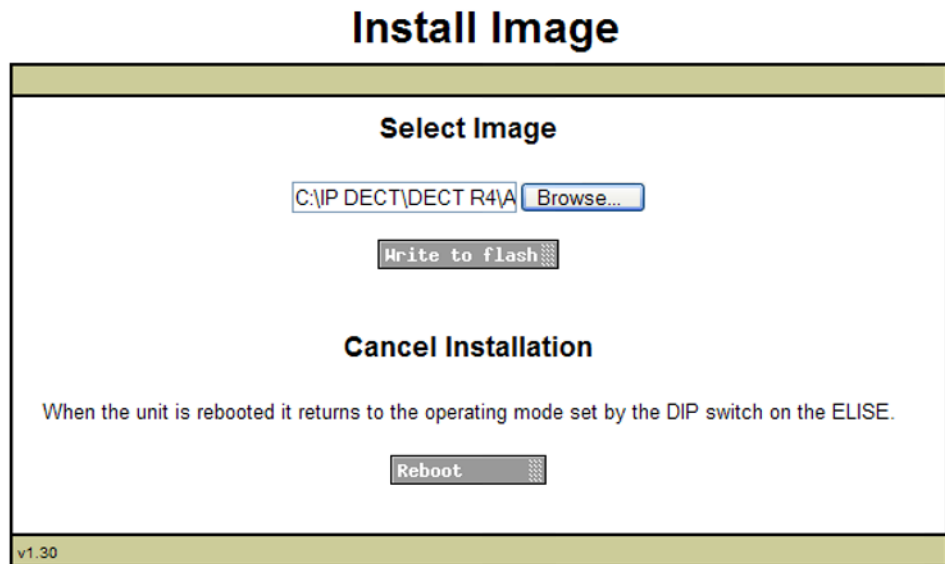 Install Image
Select Image
C:\IP DECT\DECT R4\A Browse...
Write to flash
Cancel Installation
When the unit is rebooted it returns to the operating mode set by the DIP switch on the ELISE.
Reboot
v1.30